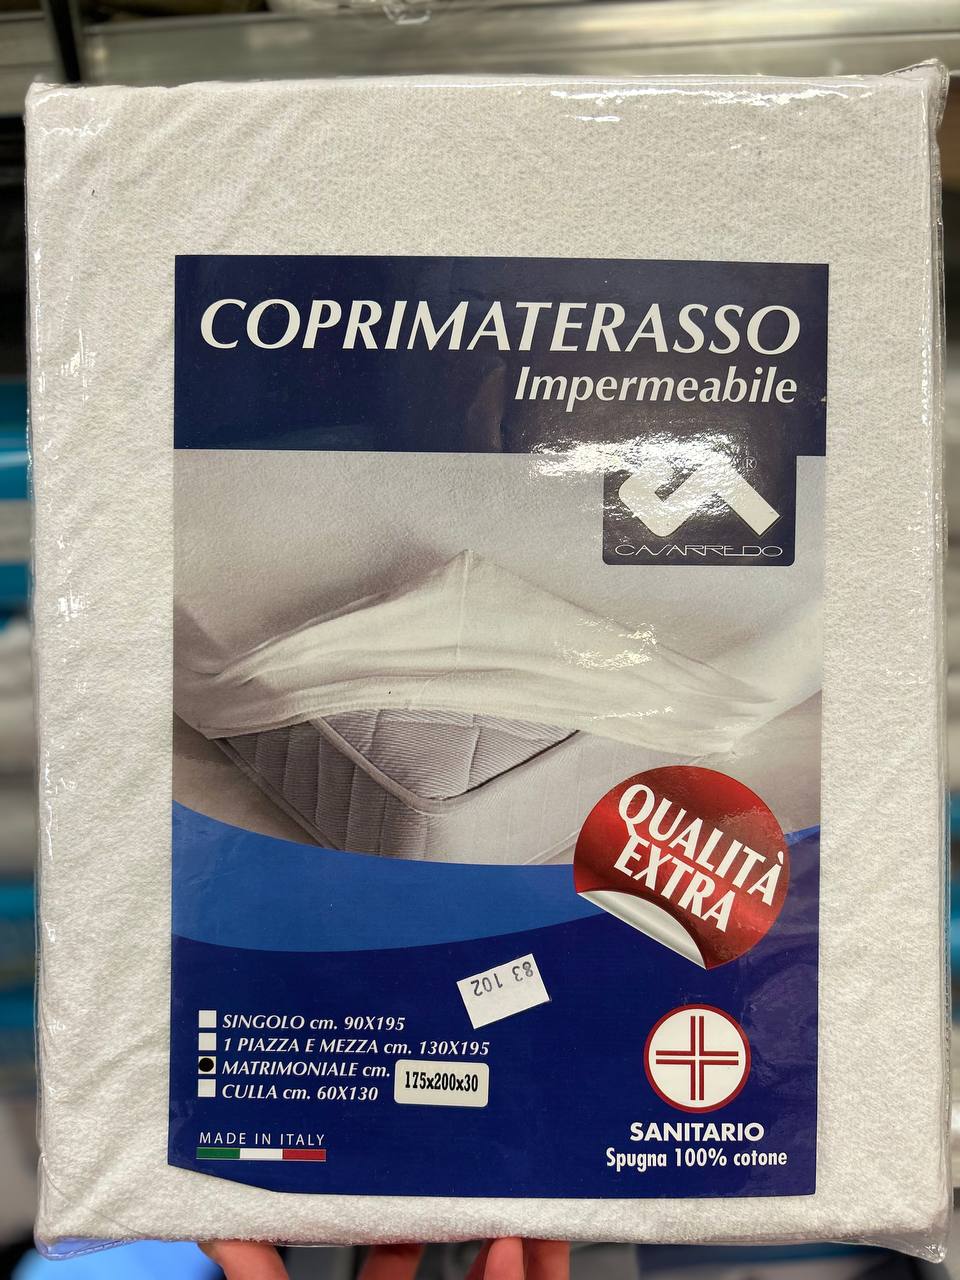 COPRIMATERASSO
Impermeabile
®
CASARREDO
QUALITÀ
EXTRA
83 102
SINGOLO cm. 90X195
1 PIAZZA E MEZZA cm. 130X195
MATRIMONIALE cm. 175x200x30
CULLA cm. 60X130
MADE IN ITALY
SANITARIO
Spugna 100% cotone